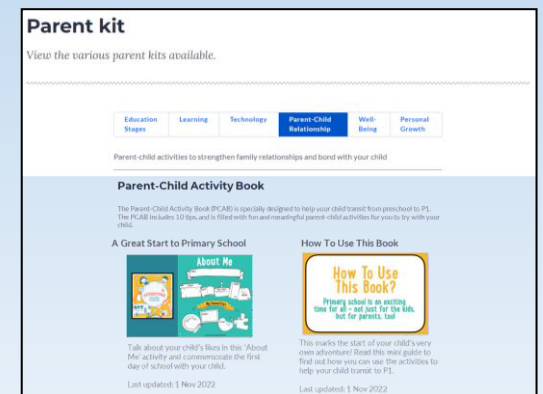 Parent kit
View the various parent kits available.
Education Stages
Learning
Technology
Parent-Child Relationship
Well-Being
Personal Growth
Parent-child activities to strengthen family relationships and bond with your child
Parent-Child Activity Book
The Parent-Child Activity Book (PCAB) is specially designed to help your child transit from preschool to P1.
The PCAB includes 10 tips, and is filled with fun and meaningful parent-child activities for you to try with your
child.
A Great Start to Primary School
About Me
Talk about your child's likes in this 'About
Me' activity and commemorate the first
day of school with your child.
Last updated: 1 Nov 2022
How To Use This Book
How To Use
This Book?
Primary school is an exciting
time for all - not just for the kids,
but for parents, too!
This marks the start of your child's very
own adventure! Read this mini guide to
find out how you can use the activities to
help your child transit to P1.
Last updated: 1 Nov 2022